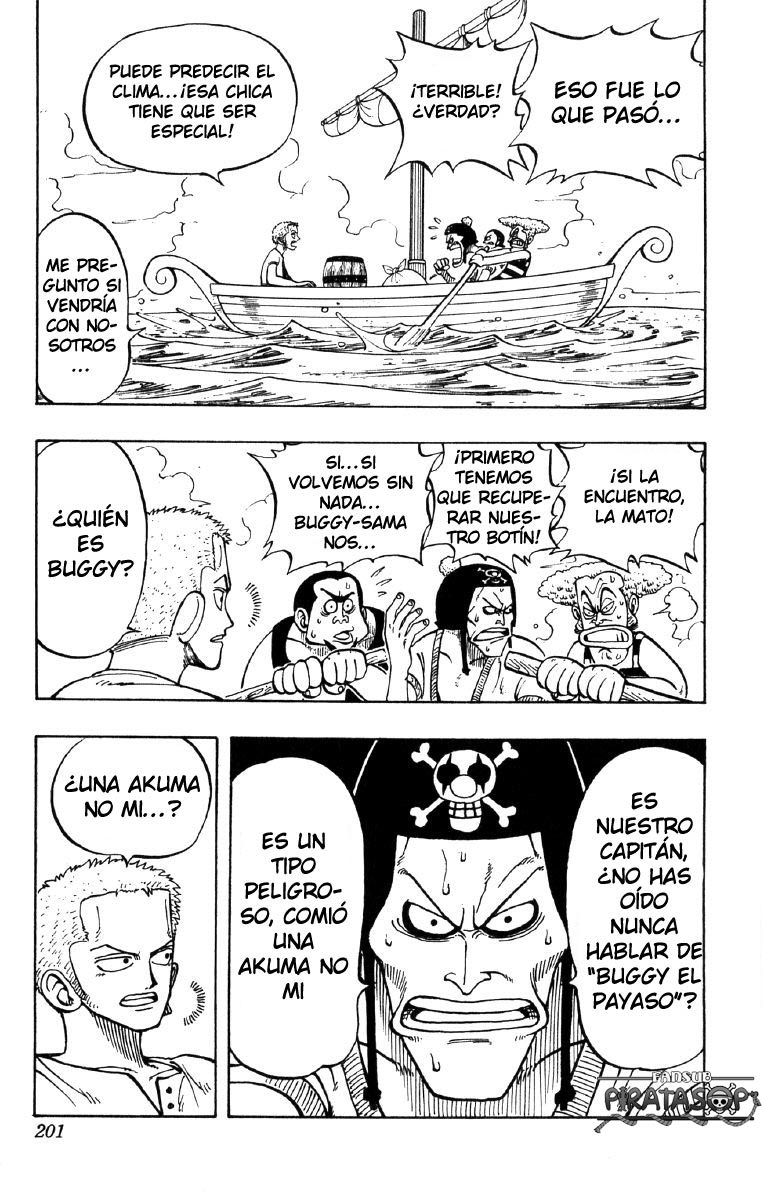 ESO FUE LO
QUE PASÓ...
¡TERRIBLE!
¿VERDAD?
PUEDE PREDECIR EL
CLIMA...¡ESA CHICA
TIENE QUE SER
ESPECIAL!
ME PRE-
GUNTO SI
VENDRÍA
CON NO-
SOTROS
...
¡SI LA
ENCUENTRO,
LA MATO!
¡PRIMERO
TENEMOS
QUE RECUPE-
RAR NUES-
TRO BOTÍN!
SI...SI
VOLVEMOS SIN
NADA...
BUGGY-SAMA
NOS...
¿QUIÉN
ES
BUGGY?
ES
NUESTRO
CAPITÁN,
¿NO HAS
OÍDO
NUNCA
HABLAR DE
"BUGGY EL
PAYASO"?
ES UN
TIPO
PELIGRO-
SO, COMIÓ
UNA
AKUMA NO
MI
¿UNA AKUMA
NO MI...?
FANSUB
PIRATASOP
201